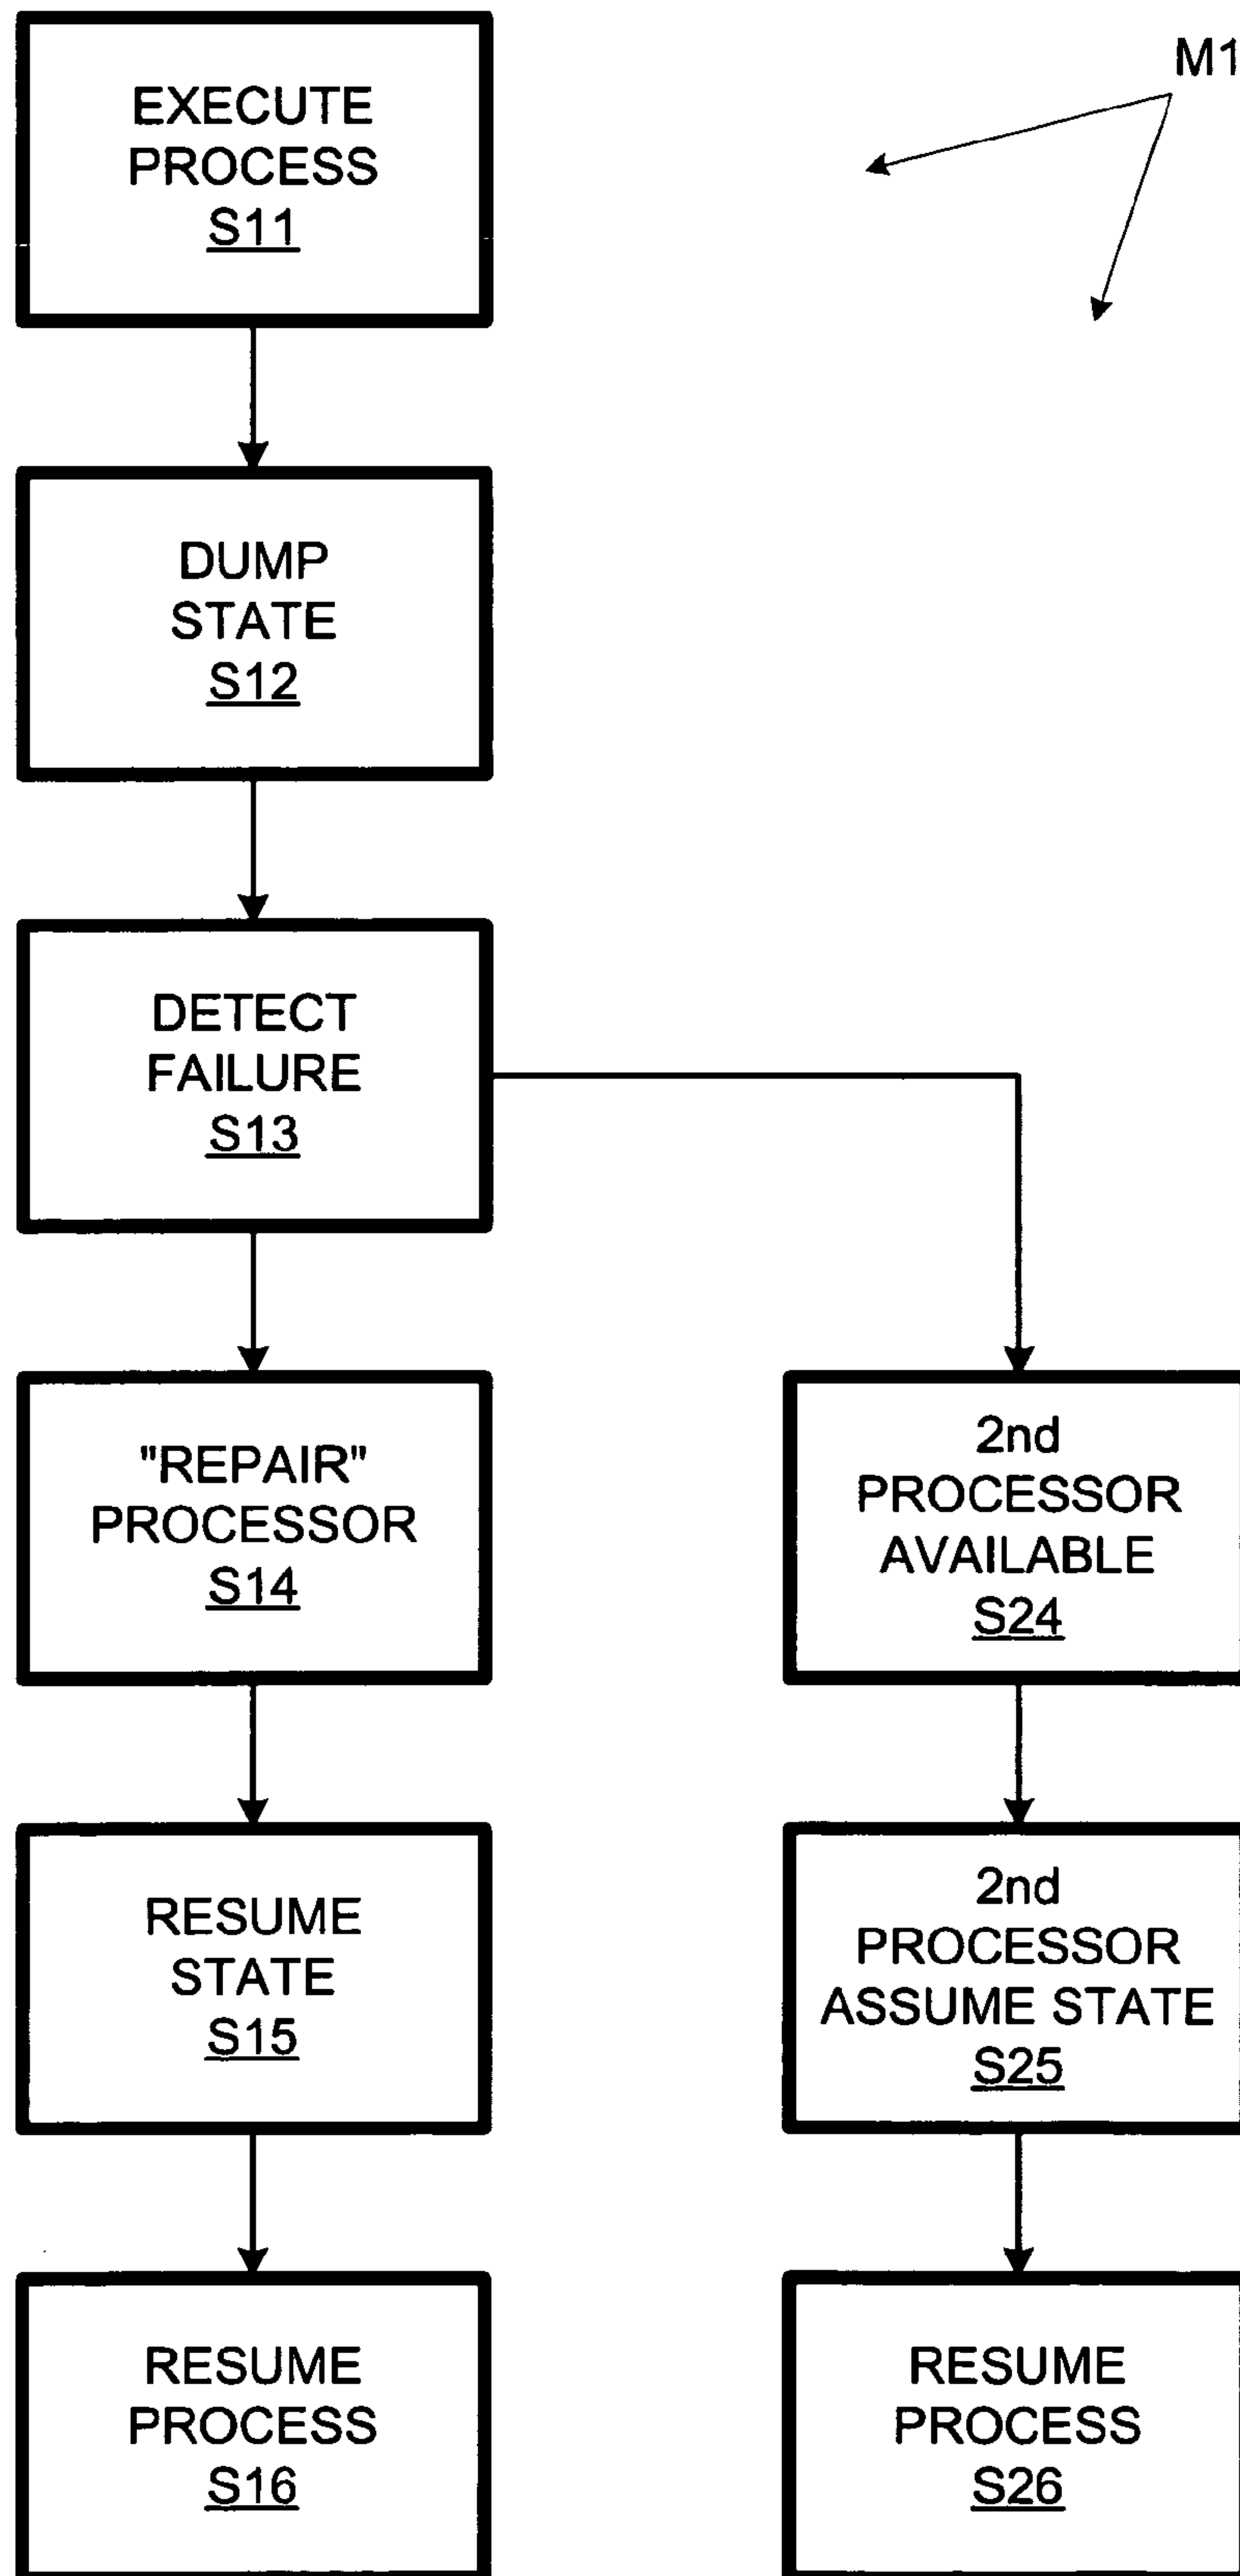 M1
EXECUTE
PROCESS
S11
DUMP
STATE
S12
DETECT
FAILURE
S13
"REPAIR"
PROCESSOR
S14
RESUME
STATE
S15
RESUME
PROCESS
S16
2nd
PROCESSOR
AVAILABLE
S24
2nd
PROCESSOR
ASSUME STATE
S25
RESUME
PROCESS
S26